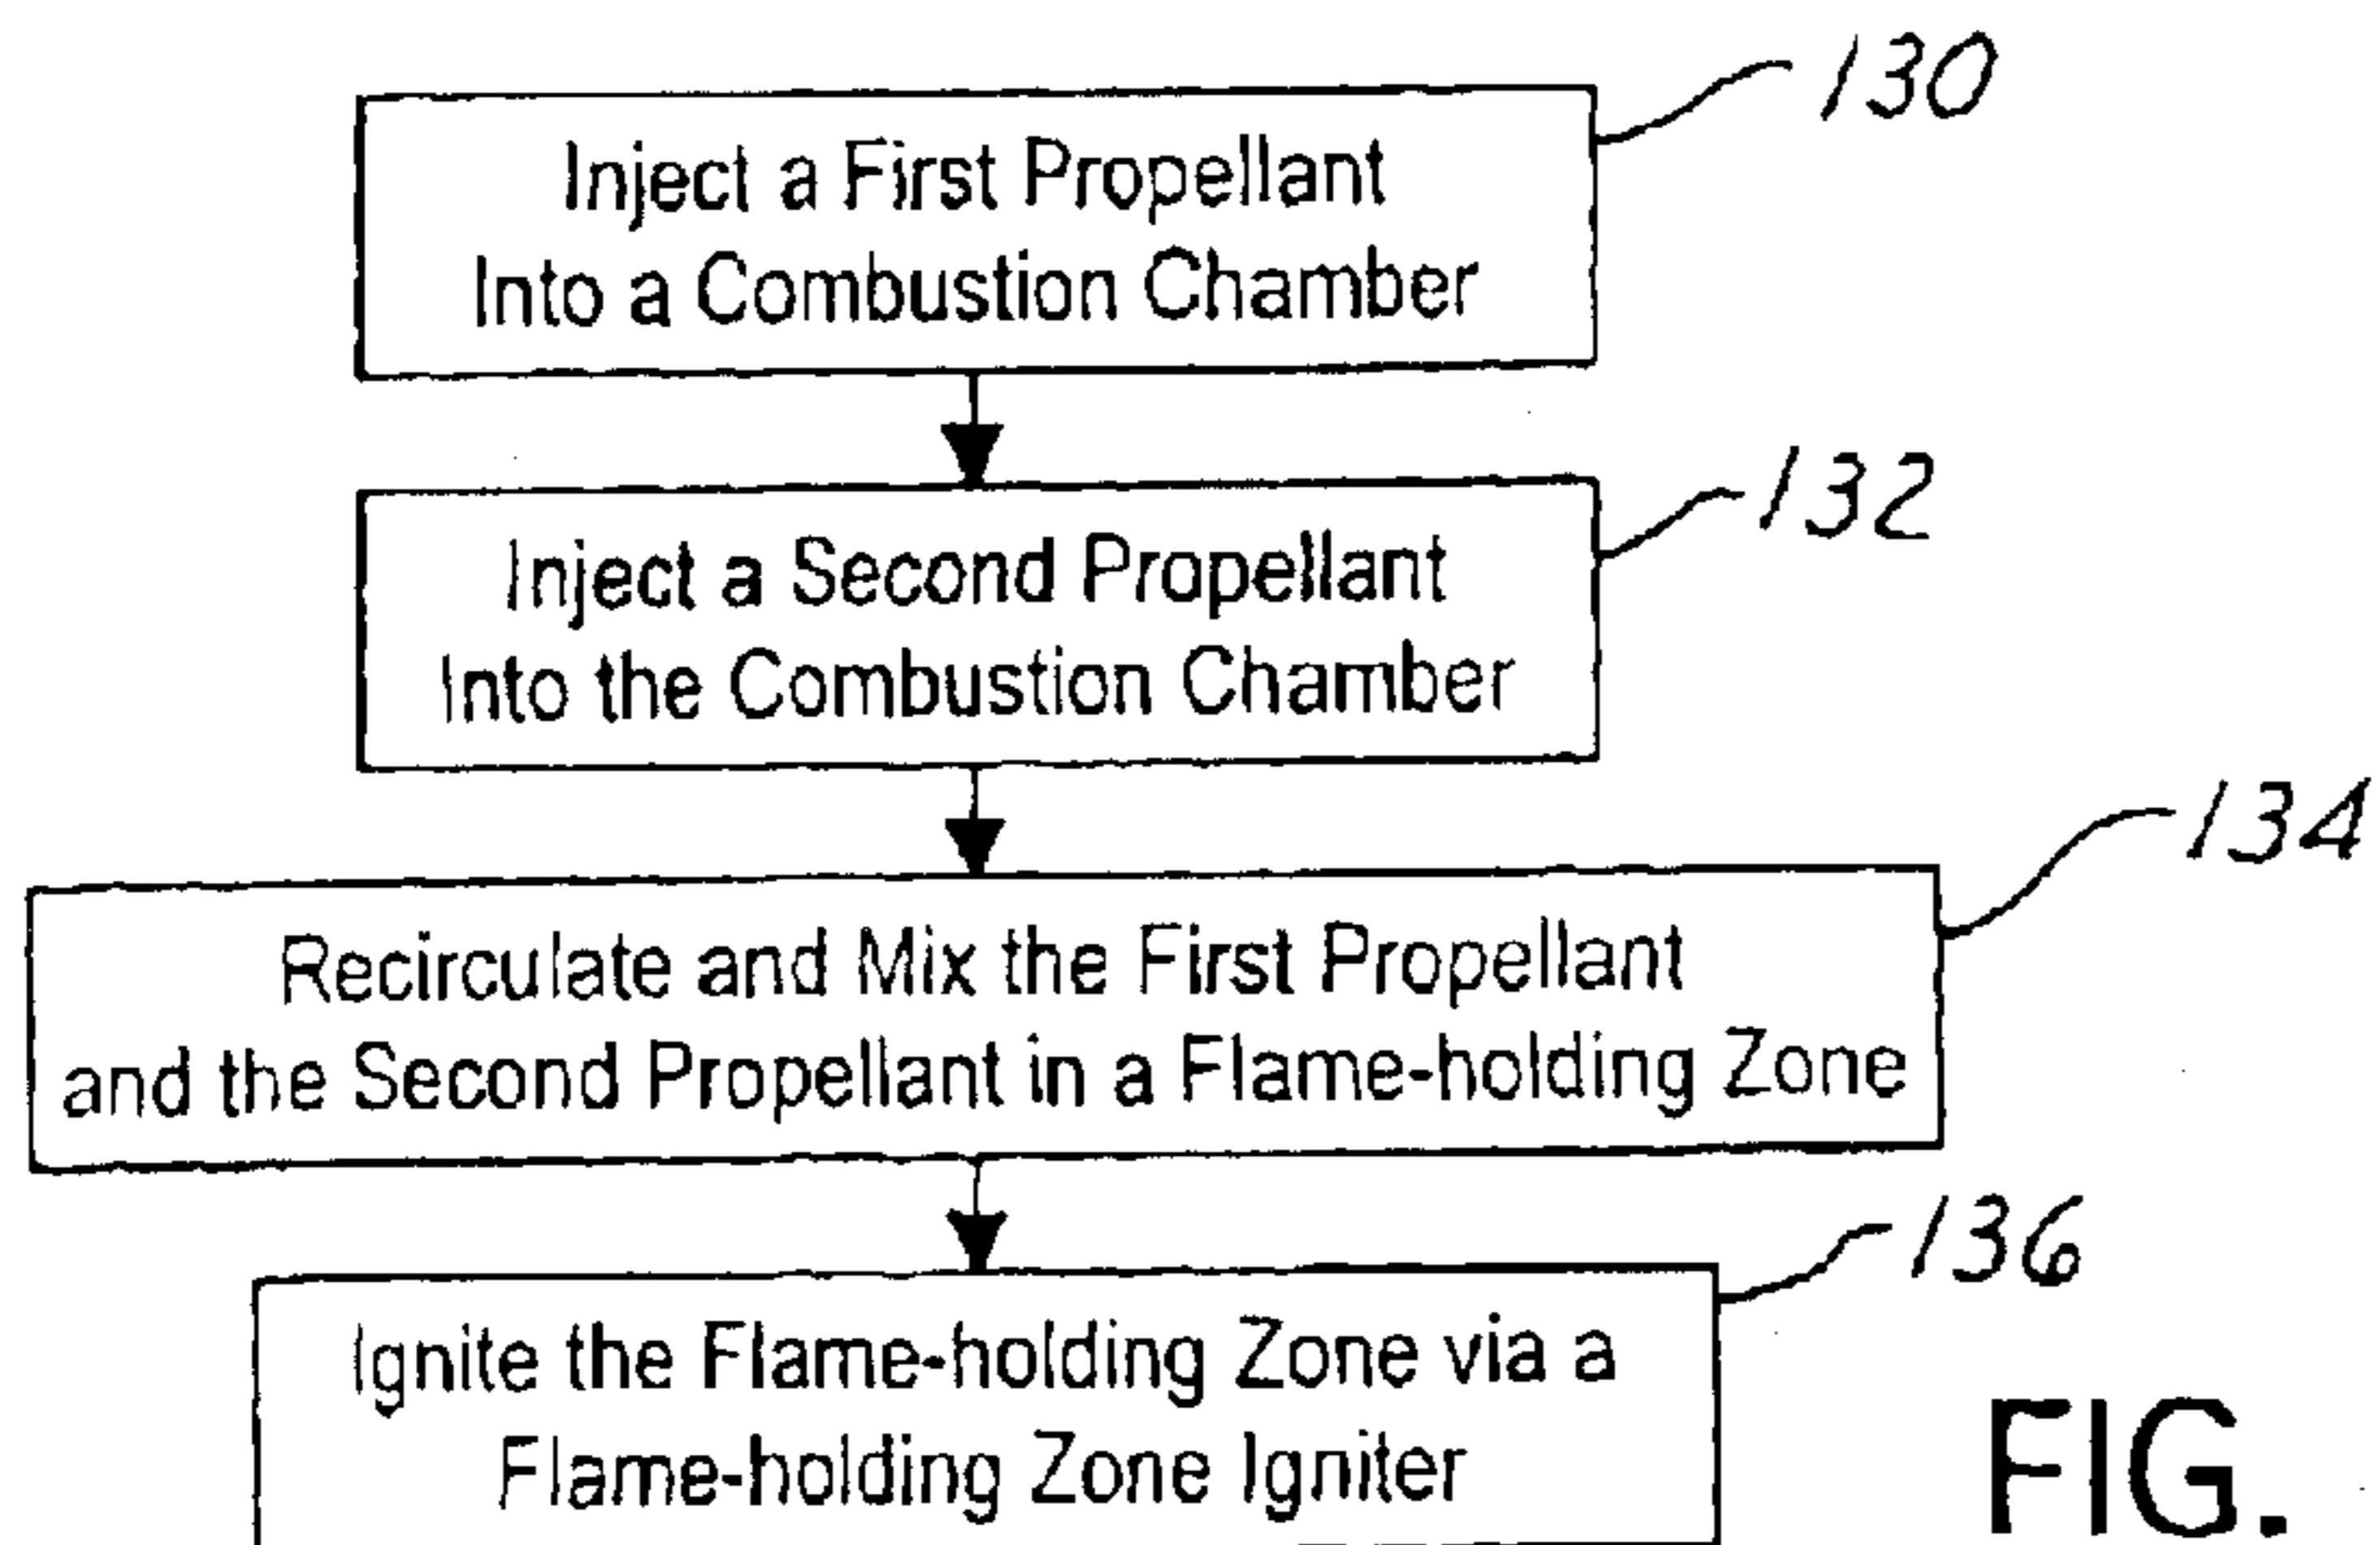 130
Inject a First Propellant
Into a Combustion Chamber
132
Inject a Second Propellant
Into the Combustion Chamber
134
Recirculate and Mix the First Propellant
and the Second Propellant in a Flame-holding Zone
136
Ignite the Flame-holding Zone via a
Flame-holding Zone Igniter
FIG.